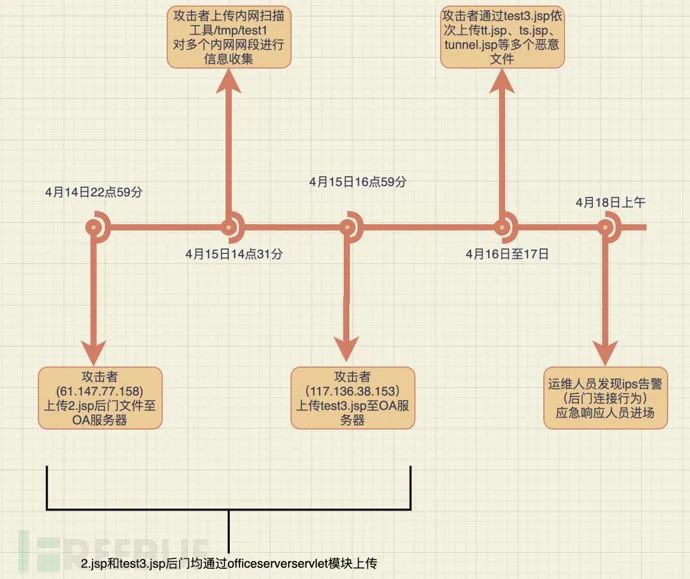 攻击者上传内网扫描
工具/tmp/test1
对多个内网网段进行
信息收集
攻击者通过test3.jsp依
次上传tt.jsp、ts.jsp、
tunnel.jsp等多个恶意
文件
4月14日22点59分
4月15日14点31分
4月15日16点59分
4月16日至17日
4月18日上午
攻击者
(61.147.77.158)
上传2.jsp后门文件至
OA服务器
攻击者
（117.136.38.153）
上传test3.jsp至OA服
务器
运维人员发现ips告警
（后门连接行为）
应急响应人员进场
FREEBUF
2.jsp和test3.jsp后门均通过officeserverservlet模块上传